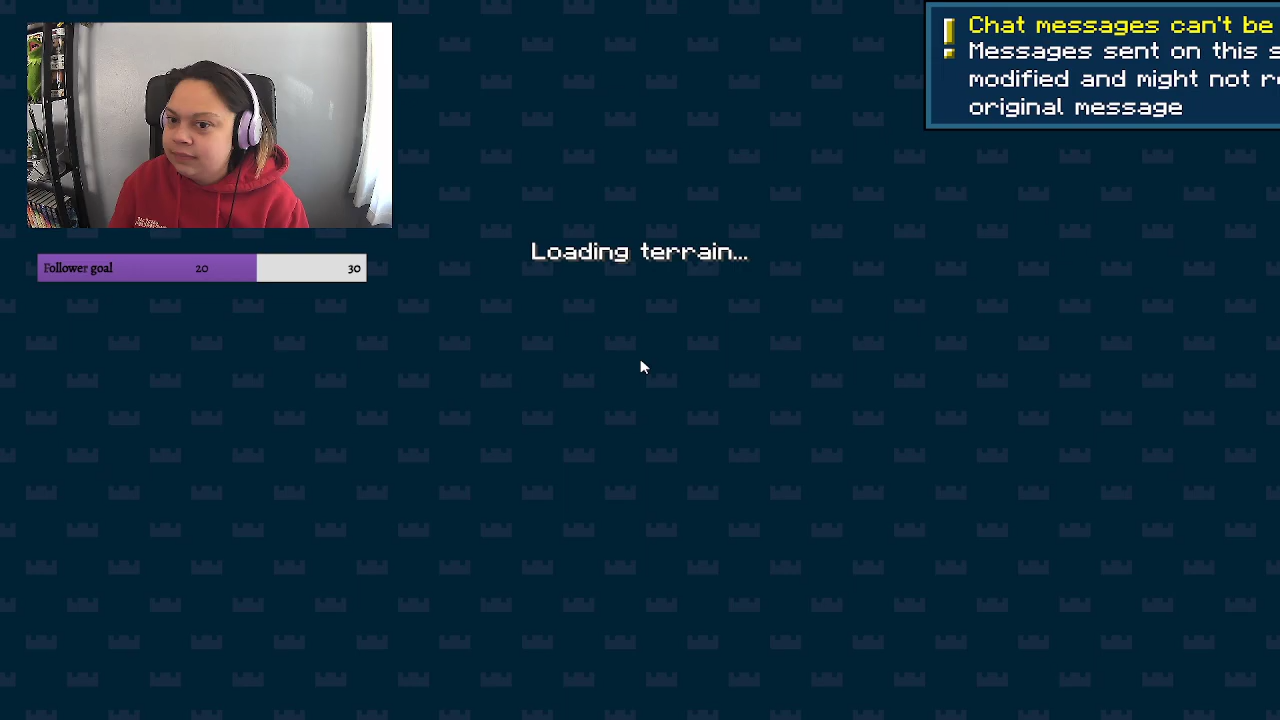 Chat messages can't be
Messages sent on this s
modified and might not re
original message
Loading terrain...
Follower goal 20 30